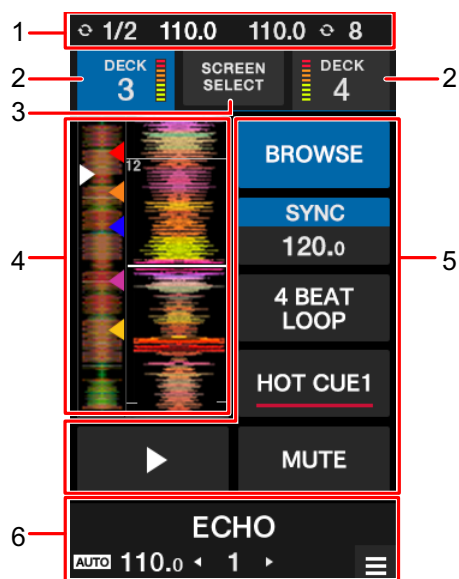 1
1/2 110.0 110.0 8
2
DECK
3
SCREEN
SELECT
DECK
4
2
3
12
BROWSE
SYNC
120.0
4
5
4 BEAT
LOOP
HOT CUE1
MUTE
6
ECHO
AUTO 110.0 1